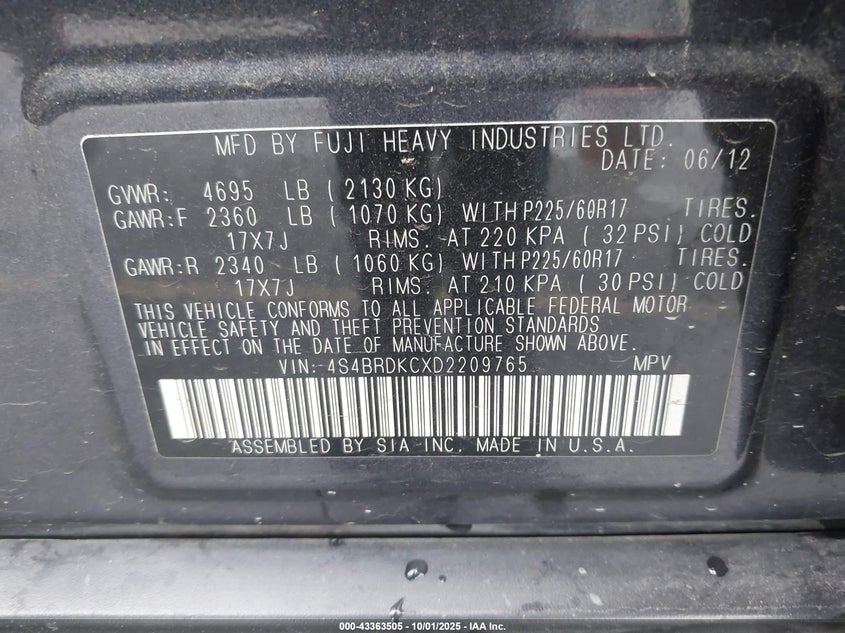 MFD BY FUJI HEAVY INDUSTRIES LTD.
DATE: 06/12
GVWR: 4695 LB ( 2130 KG)
GAWR:F 2360 LB ( 1070 KG) WITH P225/60R17 TIRES.
17X7J RIMS. AT 220 KPA ( 32 PSI) COLD
GAWR:R 2340 LB ( 1060 KG) WITH P225/60R17 TIRES.
17X7J RIMS. AT 210 KPA ( 30 PSI) COLD
THIS VEHICLE CONFORMS TO ALL APPLICABLE FEDERAL MOTOR
VEHICLE SAFETY AND THEFT PREVENTION STANDARDS
IN EFFECT ON THE DATE OF MANUFACTURE SHOWN ABOVE.
VIN: 4S4BRDKCXD2209765 MPV
ASSEMBLED BY SIA INC. MADE IN U.S.A.
000-43363505 - 10/01/2025 - IAA Inc.